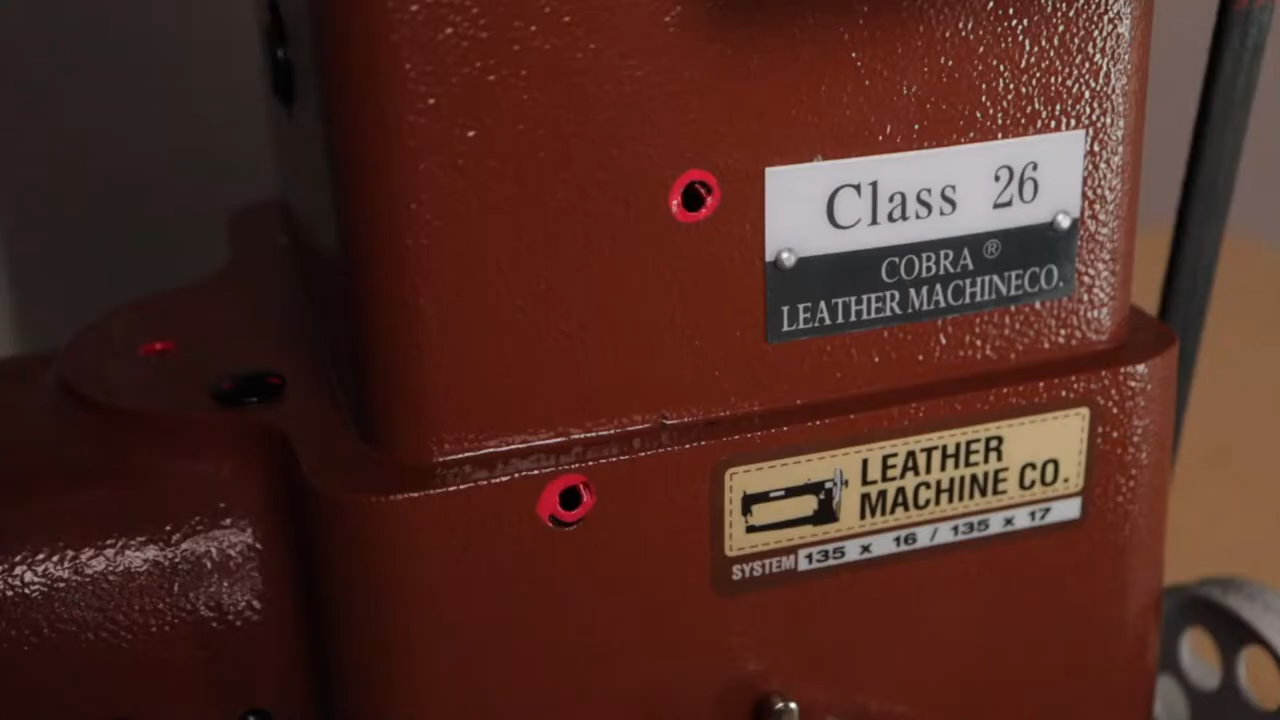 Class 26
COBRA ®
LEATHER MACHINECO.
LEATHER
MACHINE CO.
SYSTEM 135 x 16 / 135 x 17